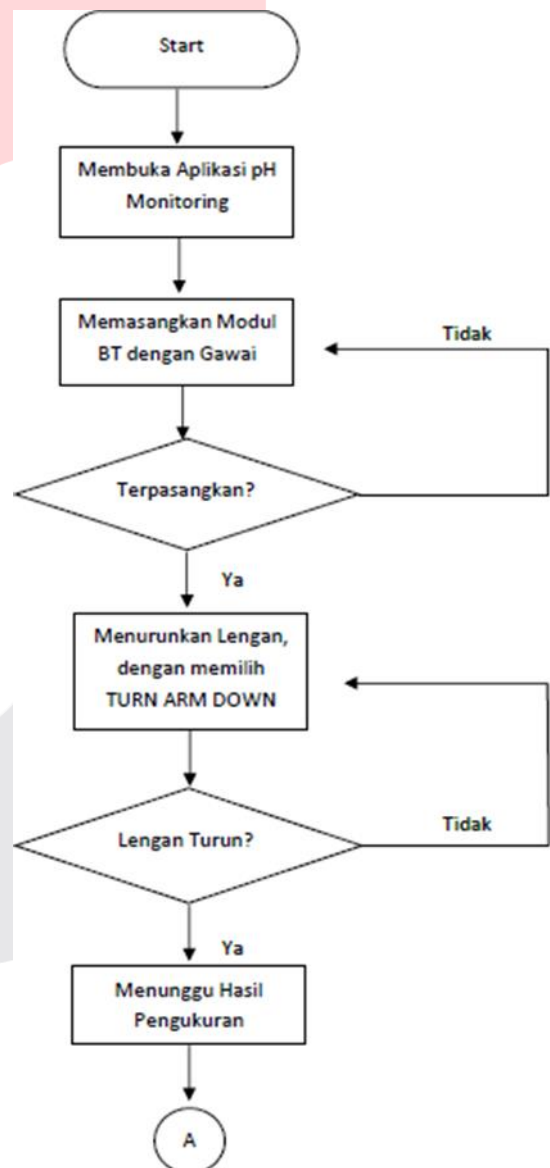 Start
Membuka Aplikasi pH
Monitoring
Memasangkan Modul
BT dengan Gawai
Tidak
Terpasangkan?
Ya
Menurunkan Lengan,
dengan memilih
TURN ARM DOWN
Lengan Turun?
Tidak
Ya
Menunggu Hasil
Pengukuran
A